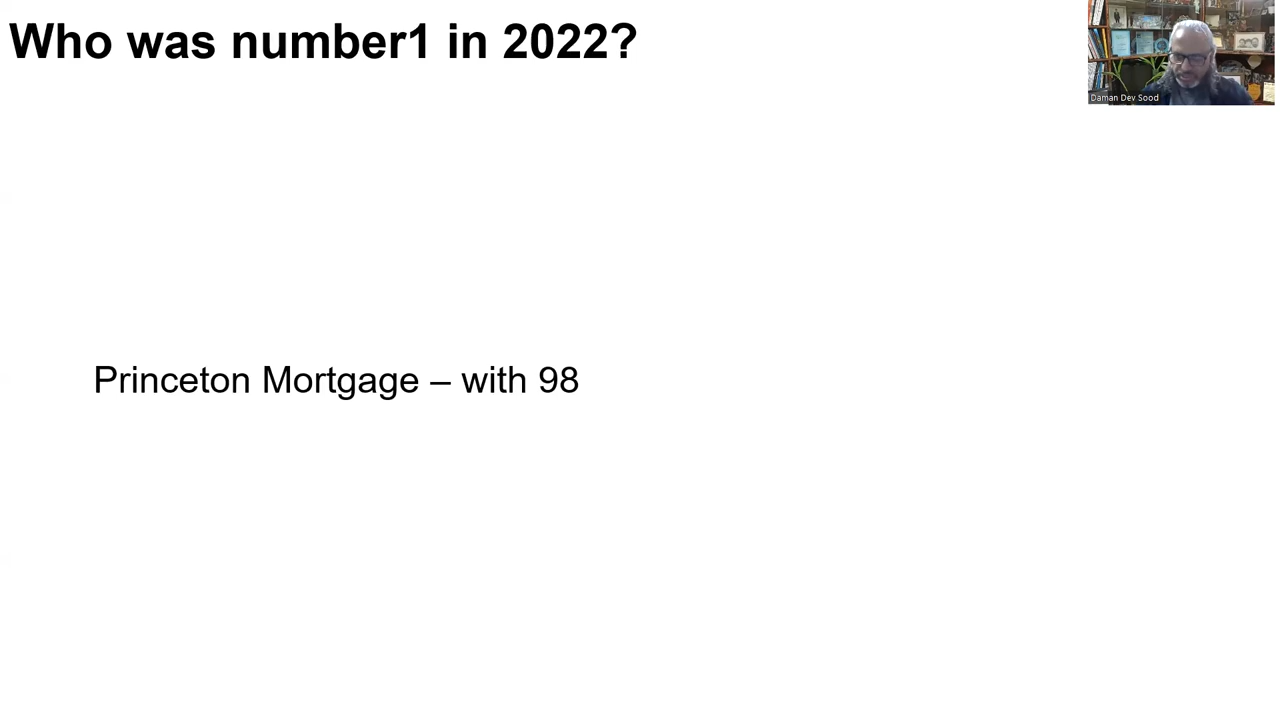 Who was number1 in 2022?
Daman Dev Sood
Princeton Mortgage – with 98